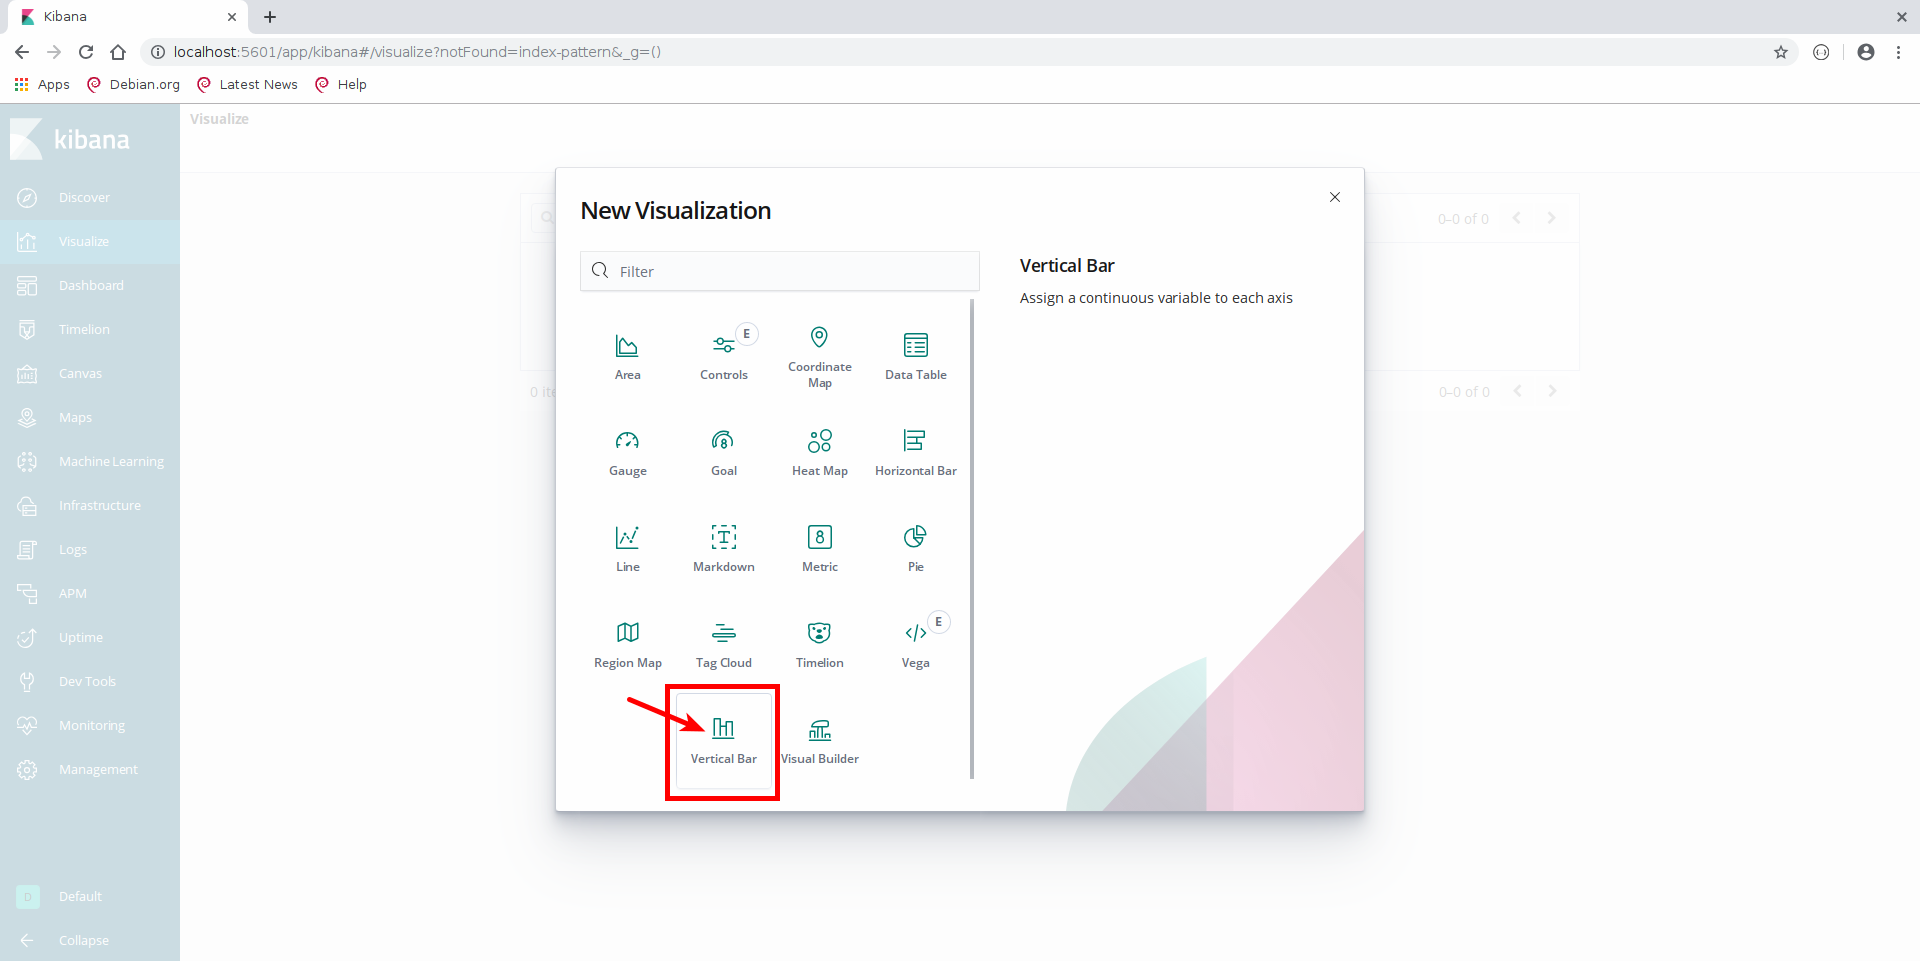 Kibana
localhost:5601/app/kibana#/visualize?notFound=index-pattern&_g=()
Apps Debian.org Latest News Help
kibana
Visualize
Discover
Visualize
Dashboard
Timelion
Canvas
Maps
Machine Learning
Infrastructure
Logs
APM
Uptime
Dev Tools
Monitoring
Management
D Default
Collapse
0-0 of 0
0 ite
0-0 of 0
New Visualization
Filter
Area
Controls
E
Coordinate
Map
Data Table
Gauge
8
Goal
Heat Map
Horizontal Bar
Line
T
Markdown
8
Metric
Pie
Region Map
Tag Cloud
Timelion
</>
Vega
E
Vertical Bar
Visual Builder
Vertical Bar
Assign a continuous variable to each axis